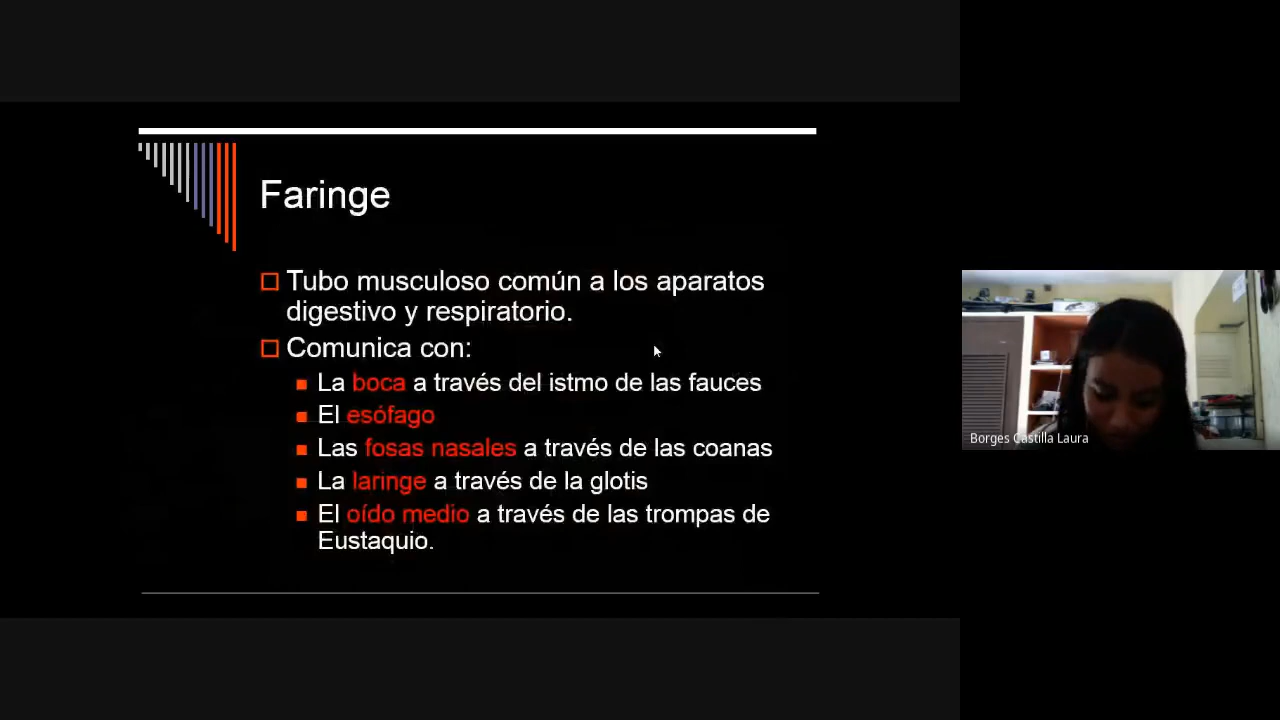 Faringe
Tubo musculoso común a los aparatos
digestivo y respiratorio.
Comunica con:
La boca a través del istmo de las fauces
El esófago
Las fosas nasales a través de las coanas
La laringe a través de la glotis
El oído medio a través de las trompas de
Eustaquio.
Borges Castilla Laura